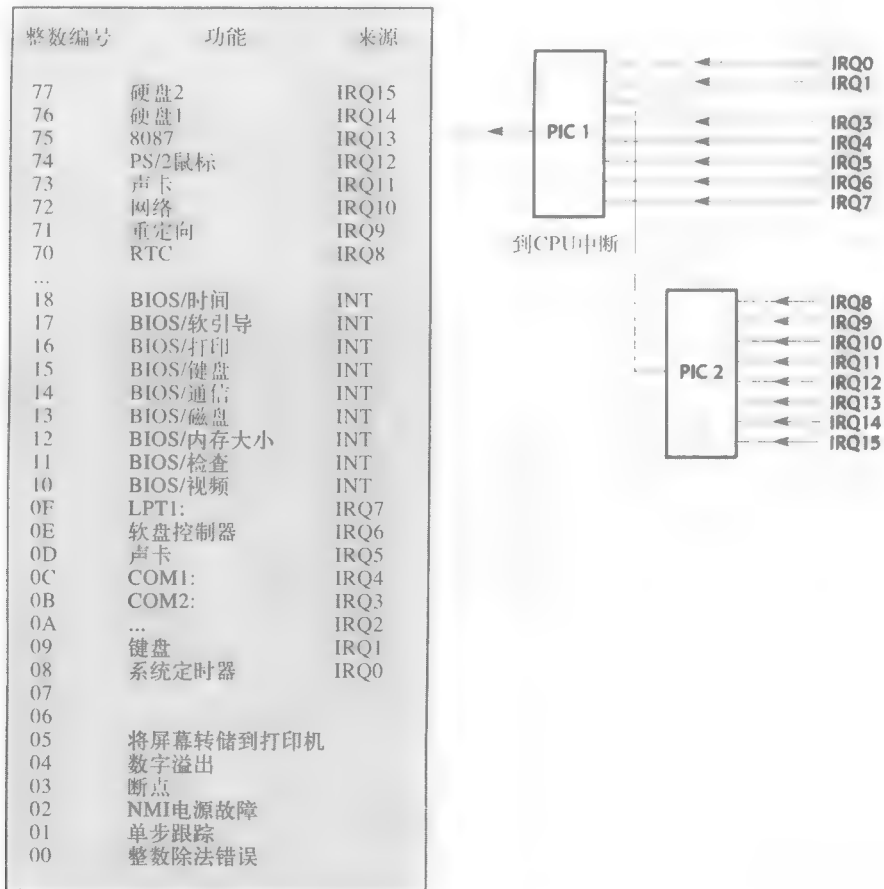 整数编号 功能 来源
77 硬盘2 IRQ15
76 硬盘1 IRQ14
75 8087 IRQ13
74 PS/2鼠标 IRQ12
73 声卡 IRQ11
72 网络 IRQ10
71 重定向 IRQ9
70 RTC IRQ8
...
18 BIOS/时间 INT
17 BIOS/软引导 INT
16 BIOS/打印 INT
15 BIOS/键盘 INT
14 BIOS/通信 INT
13 BIOS/磁盘 INT
12 BIOS/内存大小 INT
11 BIOS/检查 INT
10 BIOS/视频 INT
0F LPT1: IRQ7
0E 软盘控制器 IRQ6
0D 声卡 IRQ5
0C COM1: IRQ4
0B COM2: IRQ3
0A ... IRQ2
09 键盘 IRQ1
08 系统定时器 IRQ0
07
06
05 将屏幕转储到打印机
04 数字溢出
03 断点
02 NMI电源故障
01 单步跟踪
00 整数除法错误
PIC 1
IRQ0
IRQ1
IRQ3
IRQ4
IRQ5
IRQ6
IRQ7
到CPU中断
PIC 2
IRQ8
IRQ9
IRQ10
IRQ11
IRQ12
IRQ13
IRQ14
IRQ15